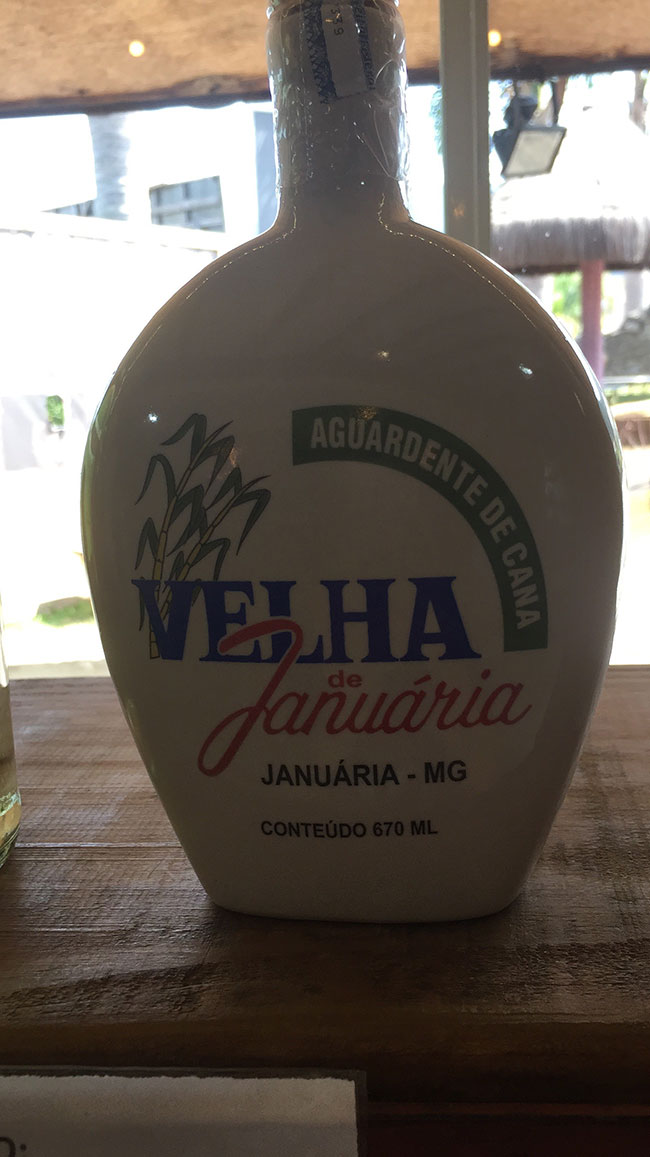 AGUARDENTE DE CANA
VELHA
de
Januária
JANUÁRIA - MG
CONTEÚDO 670 ML